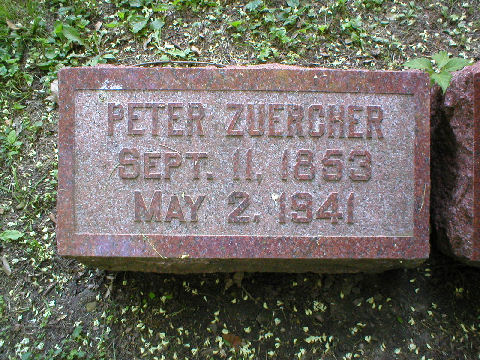 PETER ZUERCHER
SEPT. 11, 1853
MAY 2, 1941